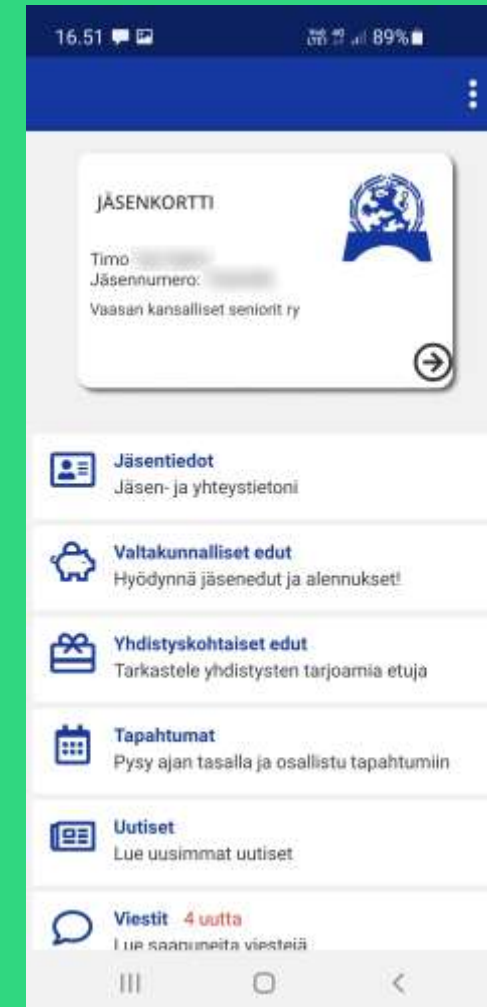 16.51
89%
JÄSENKORTTI
Timo
Jäsennumero:
Vaasan kansalliset seniorit ry
Jäsentiedot
Jäsen- ja yhteystietoni
Valtakunnalliset edut
Hyödynnä jäsenedut ja alennukset!
Yhdistyskohtaiset edut
Tarkastele yhdistysten tarjoamia etuja
Tapahtumat
Pysy ajan tasalla ja osallistu tapahtumiin
Uutiset
Lue uusimmat uutiset
Viestit 4 uutta
Lue saapuneita viestejä